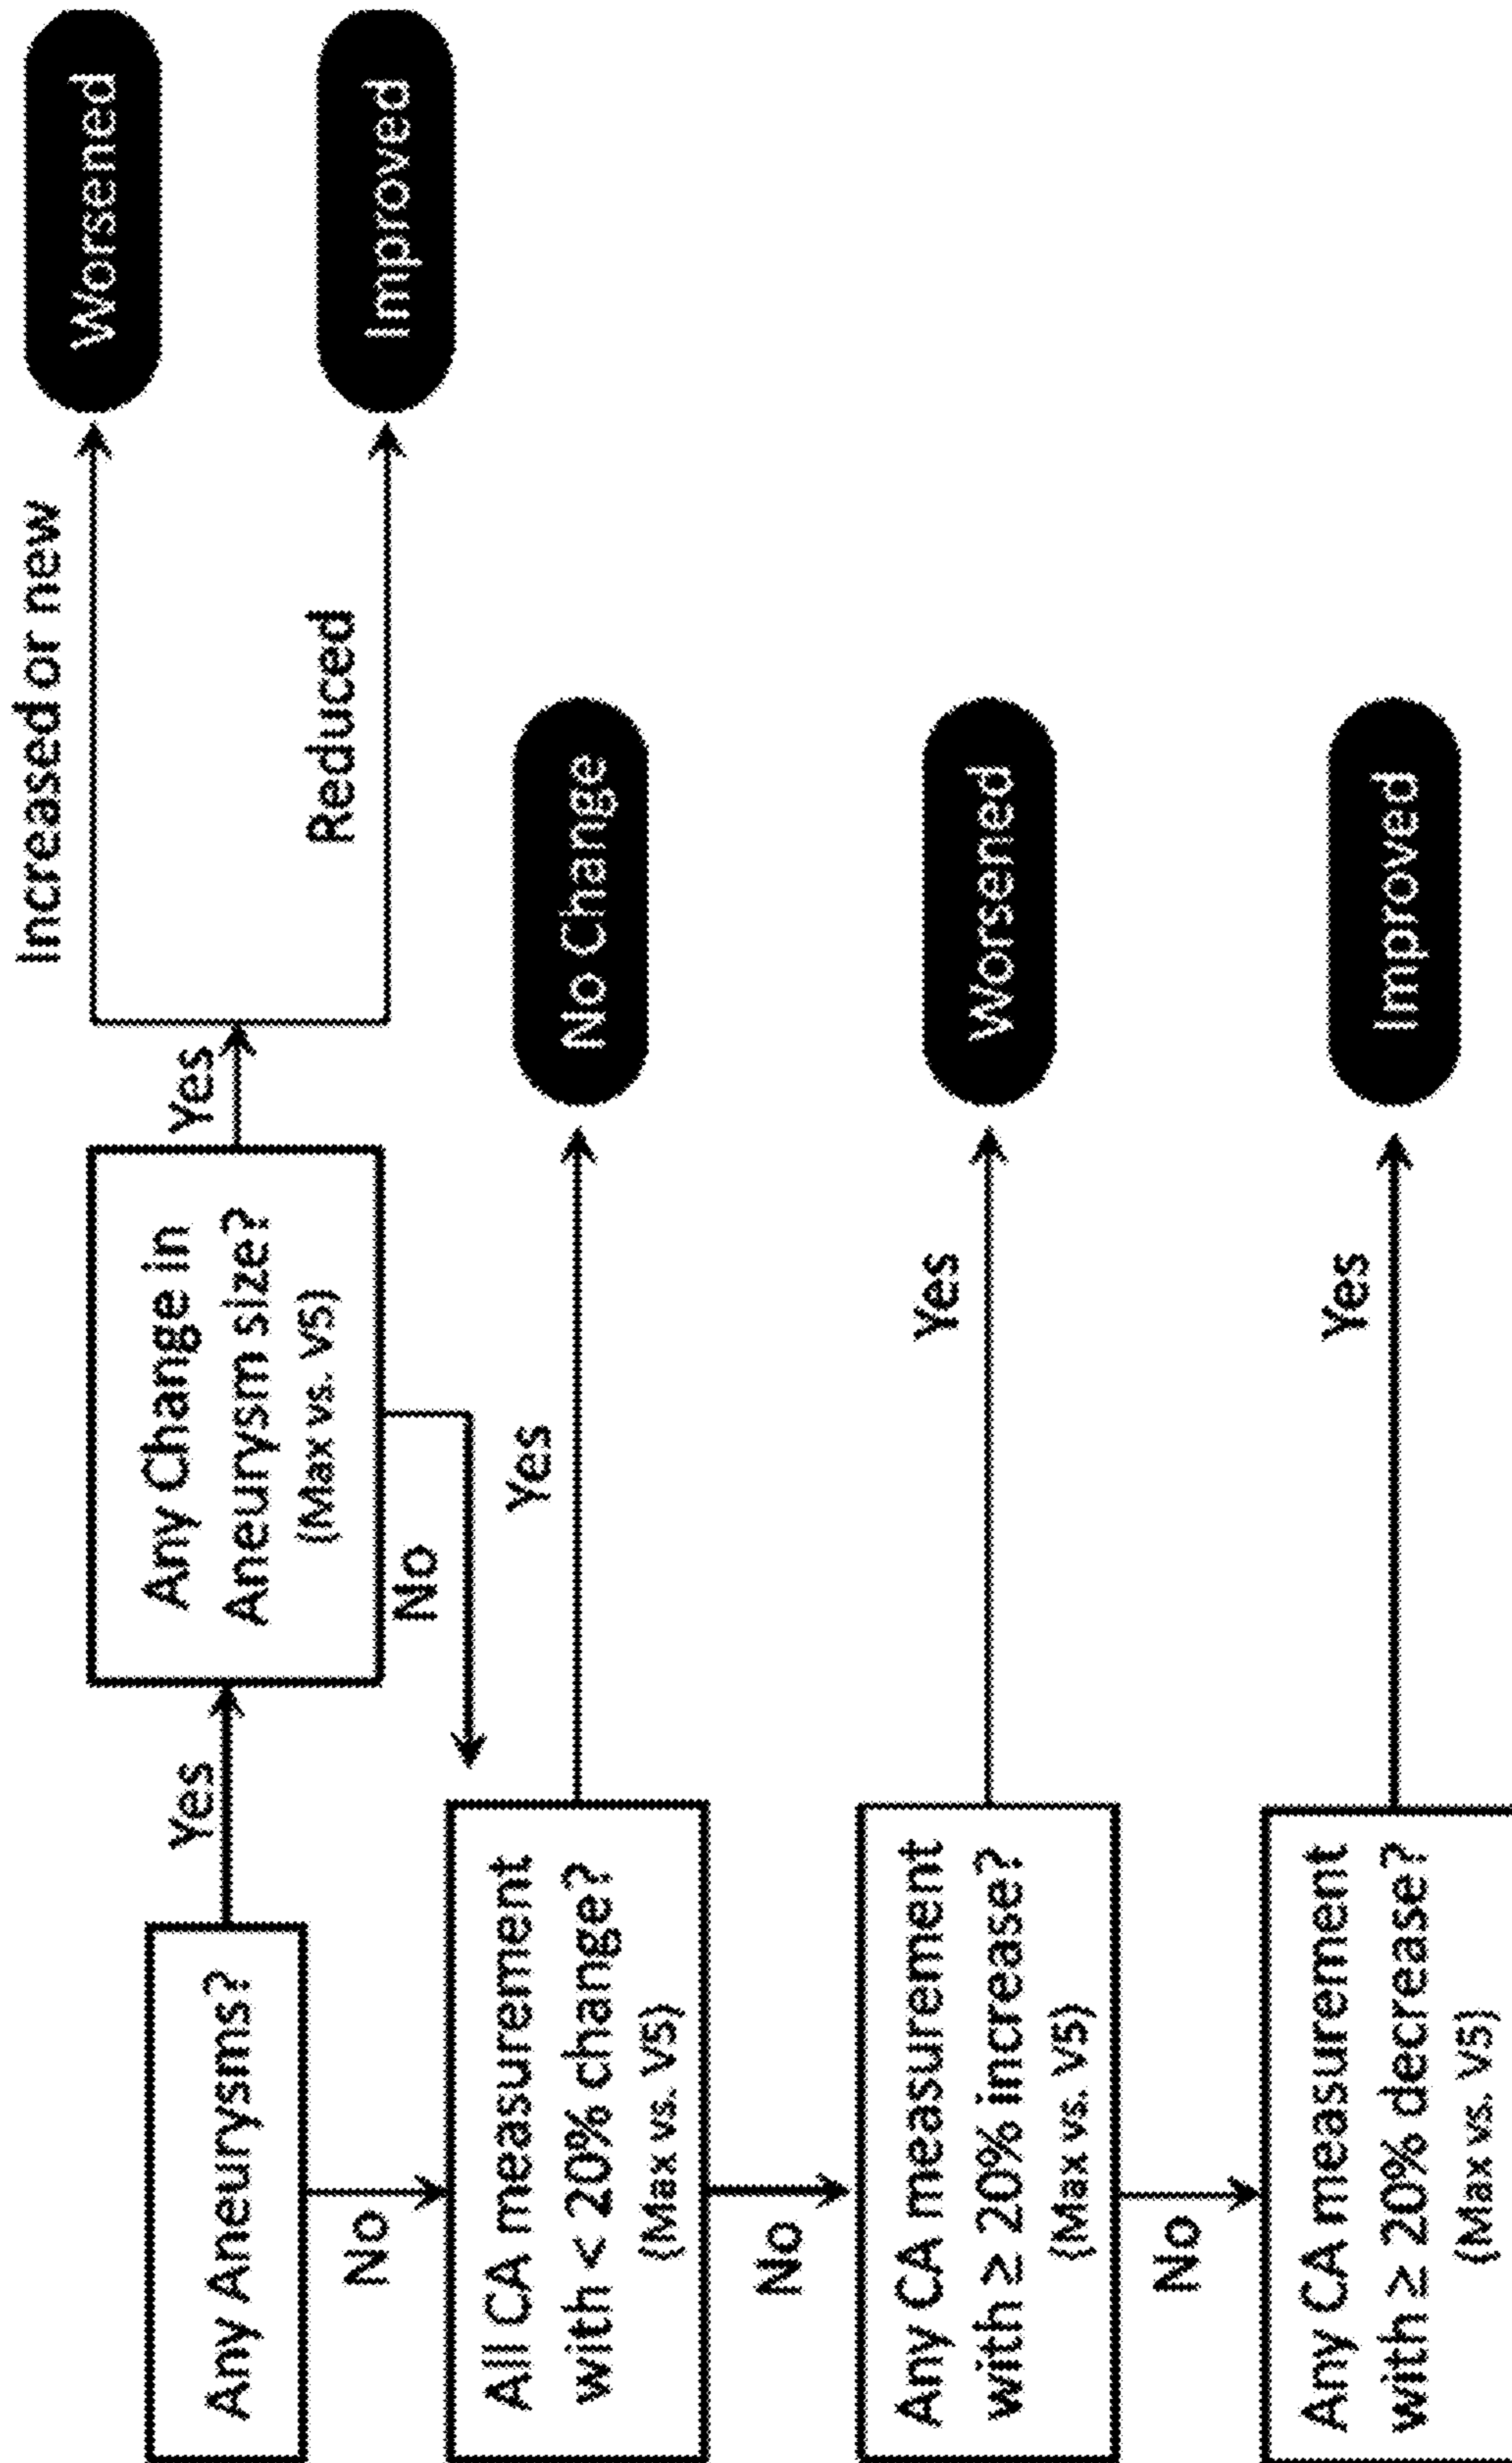 Any Aneurysms?
Yes
Any Change in
Aneurysm size?
(Max vs. V5)
Yes
Increased or new
Worsened
Reduced
Improved
No
No
All CA measurement
with < 20% change?
(Max vs. V5)
Yes
No Change
No
Any CA measurement
with ≥ 20% increase?
(Max vs. V5)
Yes
Worsened
No
Any CA measurement
with ≥ 20% decrease?
(Max vs. V5)
Yes
Improved